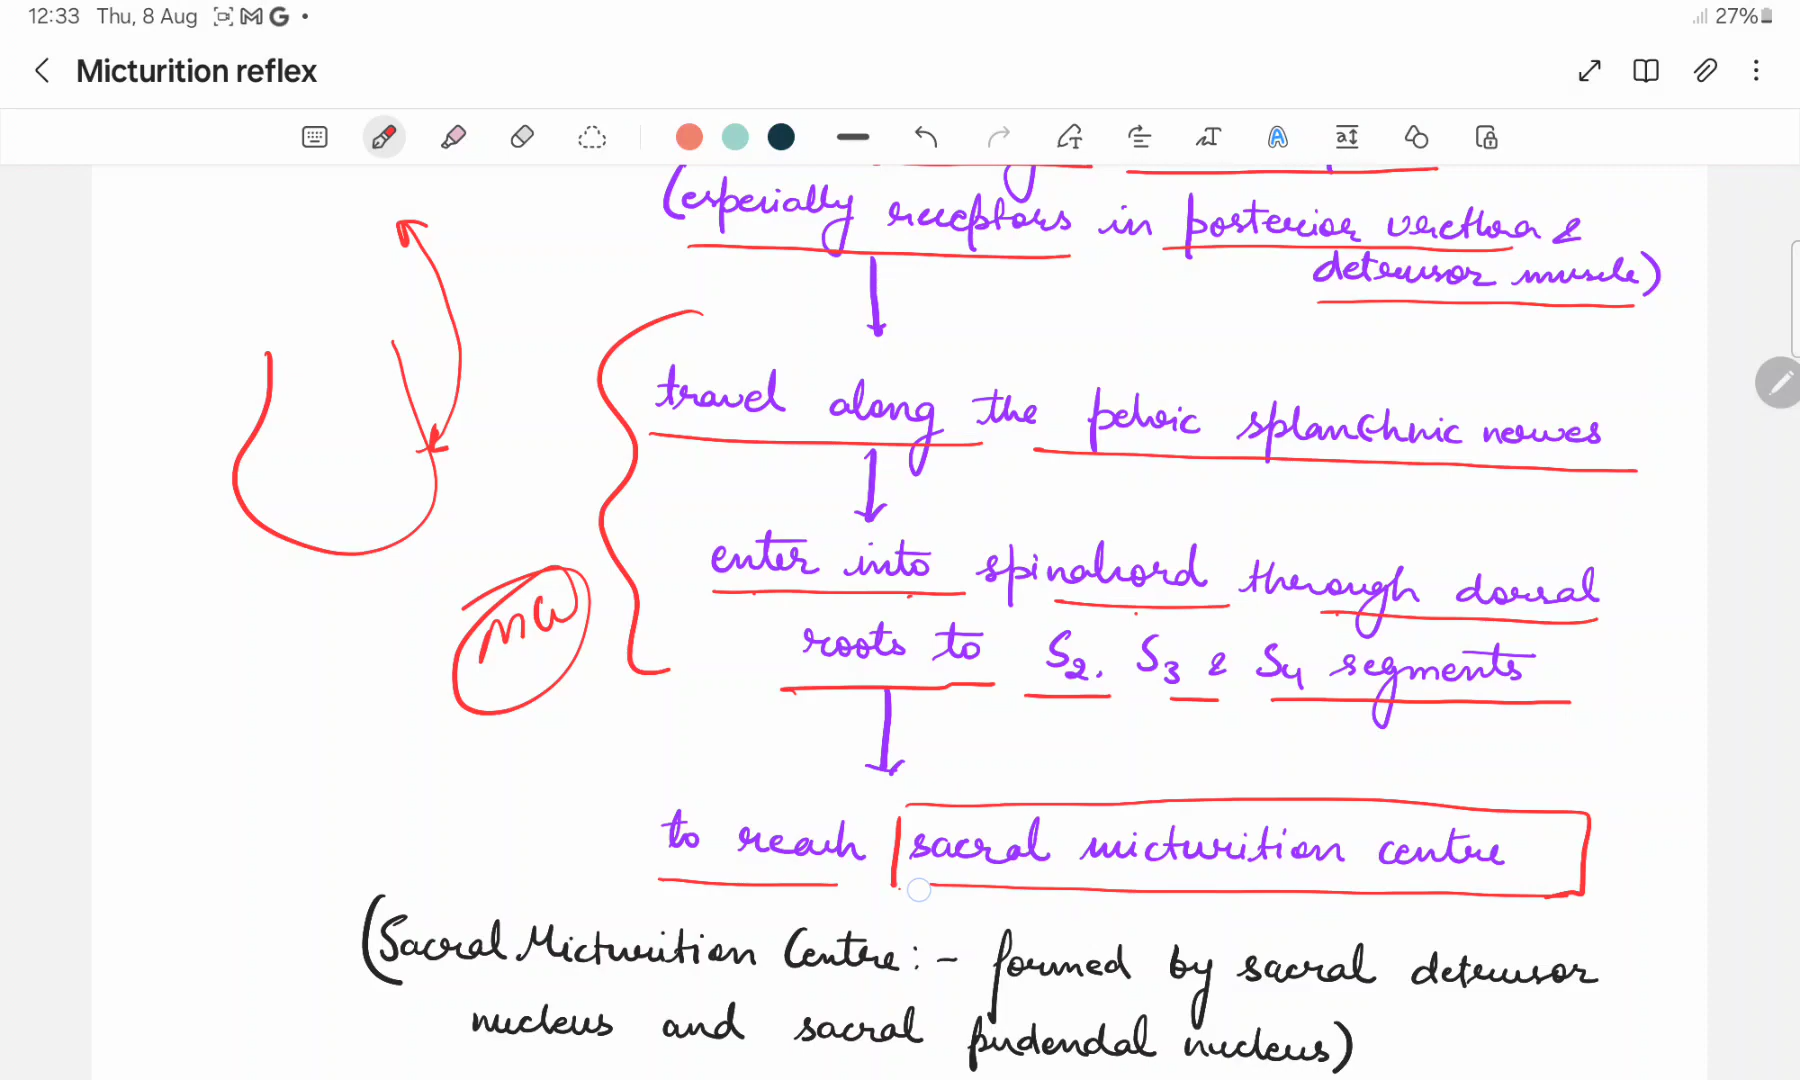 12:33 Thu, 8 Aug
27%
Micturition reflex
(especially receptors in posterior urethra &
detrusor muscle)
travel along the pelvic splanchnic nerves
enter into spinal cord through dorsal
roots to S2, S3 & S4 segments
to reach sacral micturition centre
(Sacral Micturition Centre:- formed by sacral detrusor
nucleus and sacral pudendal nucleus)